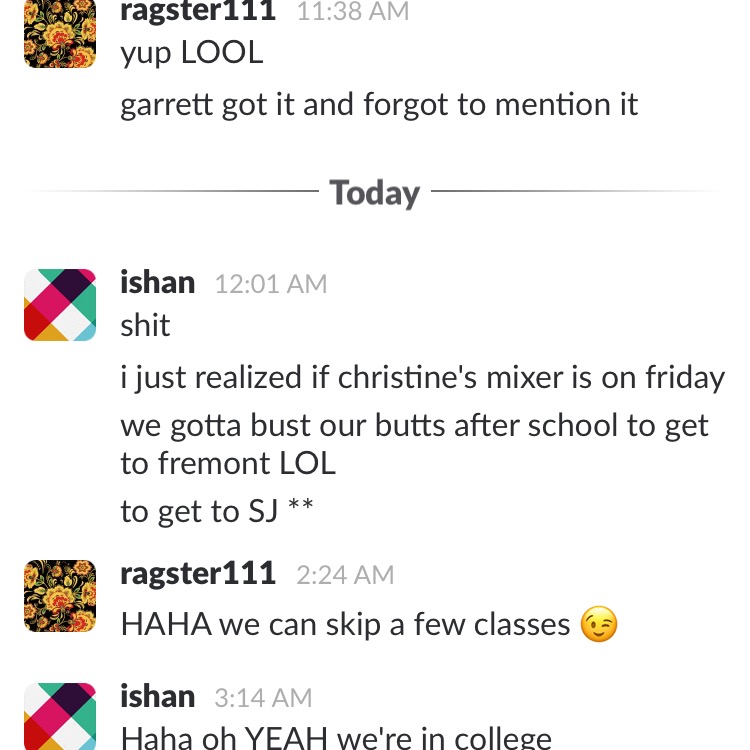 ragster111 11:38 AM
yup LOOL
garrett got it and forgot to mention it
Today
ishan 12:01 AM
shit
i just realized if christine's mixer is on friday
we gotta bust our butts after school to get
to fremont LOL
to get to SJ **
ragster111 2:24 AM
HAHA we can skip a few classes 😉
ishan 3:14 AM
Haha oh YEAH we're in college